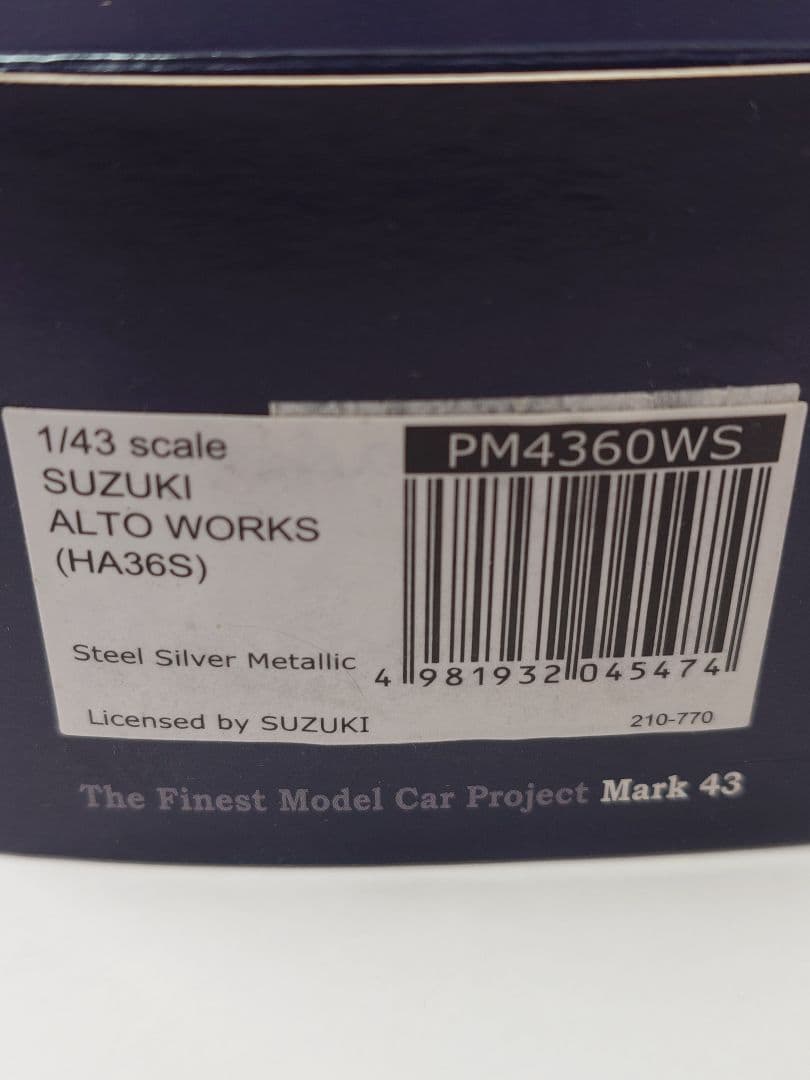 1/43 scale
SUZUKI
ALTO WORKS
(HA36S)
Steel Silver Metallic
Licensed by SUZUKI
PM4360WS
4 981932 045474
210-770
The Finest Model Car Project Mark 43